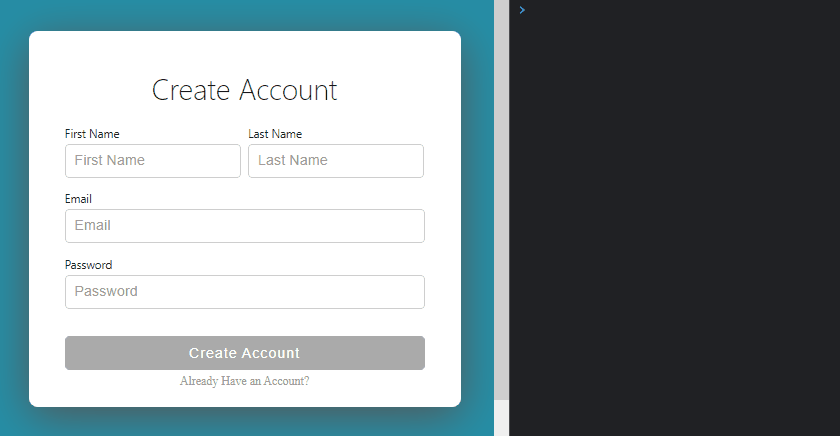 Create Account
First Name Last Name
First Name Last Name
Email
Email
Password
Password
Create Account
Already Have an Account?